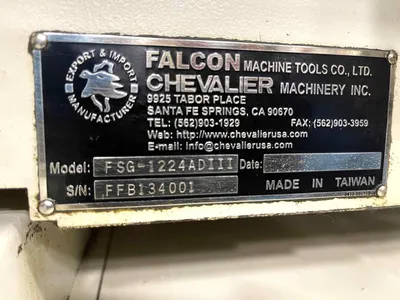 EXPORT & IMPORT
MANUFACTURER
FALCON MACHINE TOOLS CO., LTD.
CHEVALIER MACHINERY INC.
9925 TABOR PLACE
SANTA FE SPRINGS, CA 90670
TEL: (562)903-1929 FAX: (562)903-3959
Web: http://www.chevalierusa.com
E-mail: info@chevalierusa.com
Model: FSG-1224ADIII Date:
S/N: FFB134001 MADE IN TAIWAN